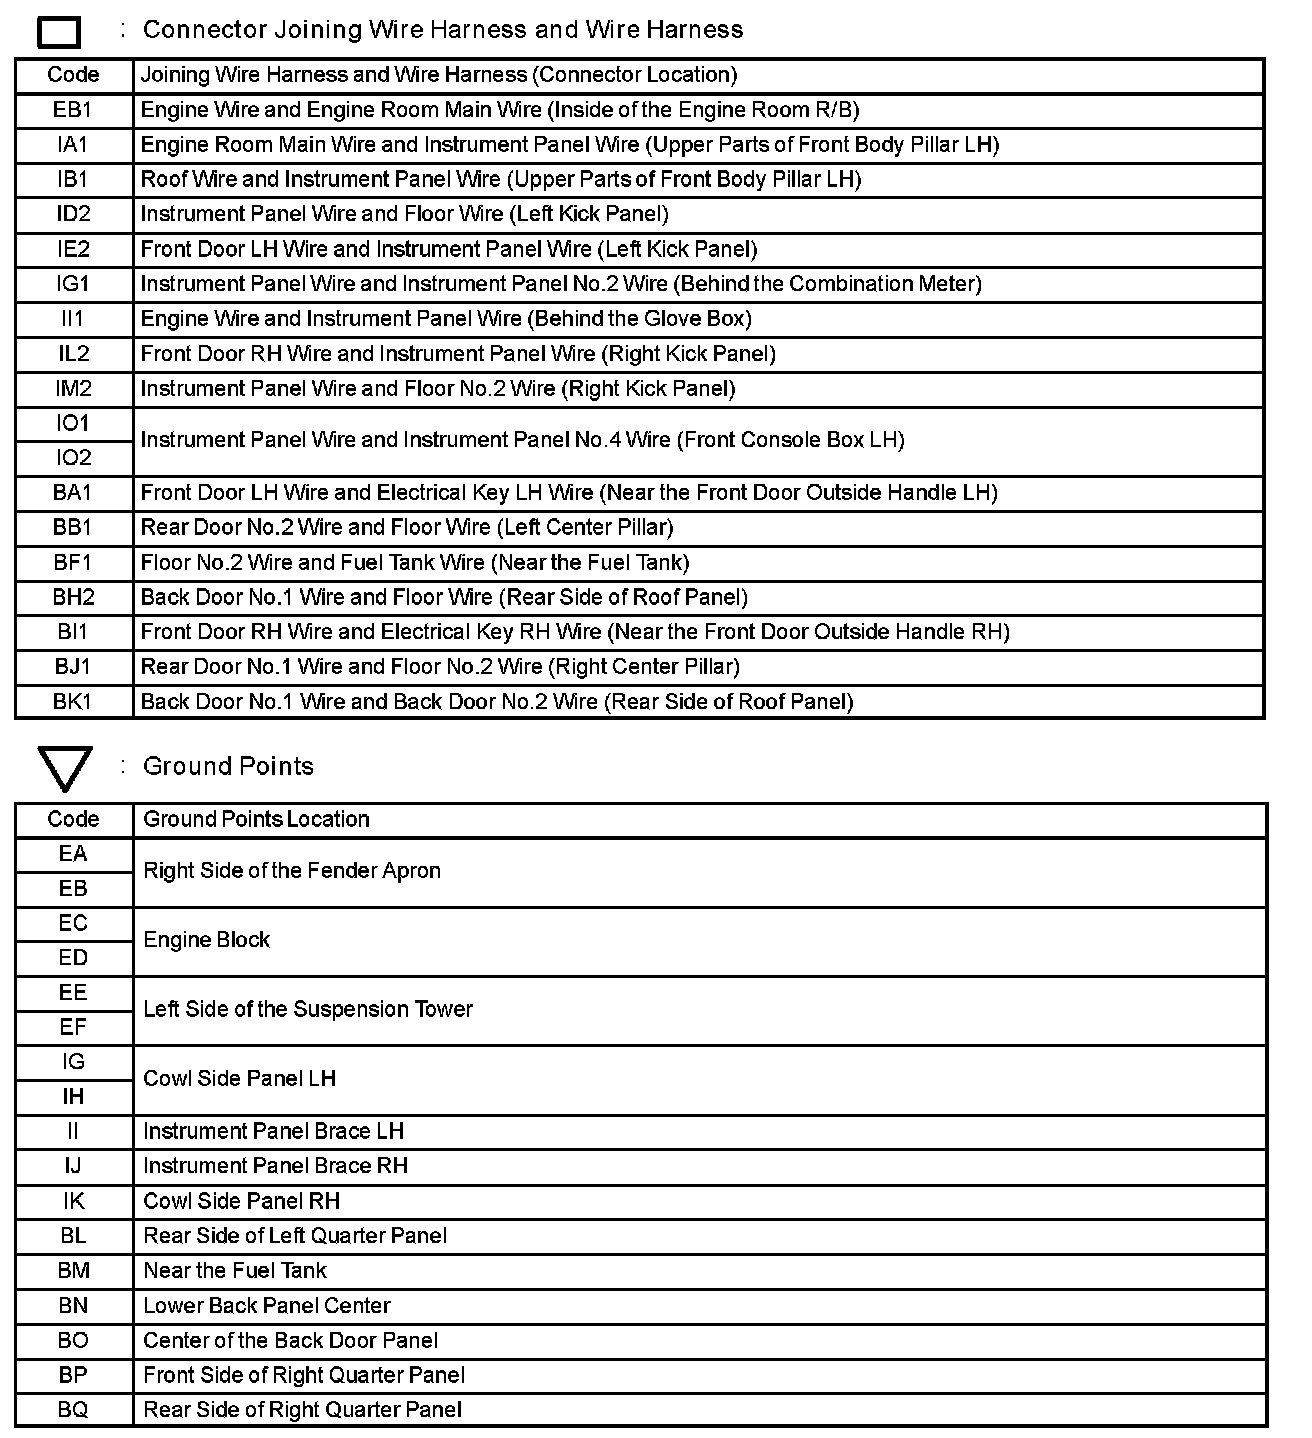 : Connector Joining Wire Harness and Wire Harness
Code Joining Wire Harness and Wire Harness (Connector Location)
EB1 Engine Wire and Engine Room Main Wire (Inside of the Engine Room R/B)
IA1 Engine Room Main Wire and Instrument Panel Wire (Upper Parts of Front Body Pillar LH)
IB1 Roof Wire and Instrument Panel Wire (Upper Parts of Front Body Pillar LH)
ID2 Instrument Panel Wire and Floor Wire (Left Kick Panel)
IE2 Front Door LH Wire and Instrument Panel Wire (Left Kick Panel)
IG1 Instrument Panel Wire and Instrument Panel No.2 Wire (Behind the Combination Meter)
II1 Engine Wire and Instrument Panel Wire (Behind the Glove Box)
IL2 Front Door RH Wire and Instrument Panel Wire (Right Kick Panel)
IM2 Instrument Panel Wire and Floor No.2 Wire (Right Kick Panel)
IO1
Instrument Panel Wire and Instrument Panel No.4 Wire (Front Console Box LH)
IO2
BA1 Front Door LH Wire and Electrical Key LH Wire (Near the Front Door Outside Handle LH)
BB1 Rear Door No.2 Wire and Floor Wire (Left Center Pillar)
BF1 Floor No.2 Wire and Fuel Tank Wire (Near the Fuel Tank)
BH2 Back Door No.1 Wire and Floor Wire (Rear Side of Roof Panel)
BI1 Front Door RH Wire and Electrical Key RH Wire (Near the Front Door Outside Handle RH)
BJ1 Rear Door No.1 Wire and Floor No.2 Wire (Right Center Pillar)
BK1 Back Door No.1 Wire and Back Door No.2 Wire (Rear Side of Roof Panel)
: Ground Points
Code Ground Points Location
EA
Right Side of the Fender Apron
EB
EC
Engine Block
ED
EE
Left Side of the Suspension Tower
EF
IG
Cowl Side Panel LH
IH
II Instrument Panel Brace LH
IJ Instrument Panel Brace RH
IK Cowl Side Panel RH
BL Rear Side of Left Quarter Panel
BM Near the Fuel Tank
BN Lower Back Panel Center
BO Center of the Back Door Panel
BP Front Side of Right Quarter Panel
BQ Rear Side of Right Quarter Panel